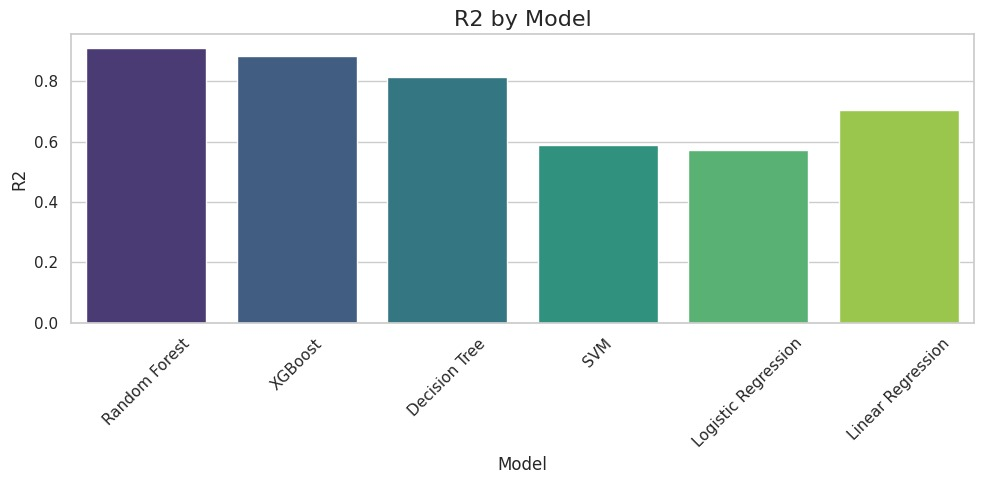 R2 by Model
R2
0.8
0.6
0.4
0.2
0.0
Random Forest
XGBoost
Decision Tree
SVM
Logistic Regression
Linear Regression
Model